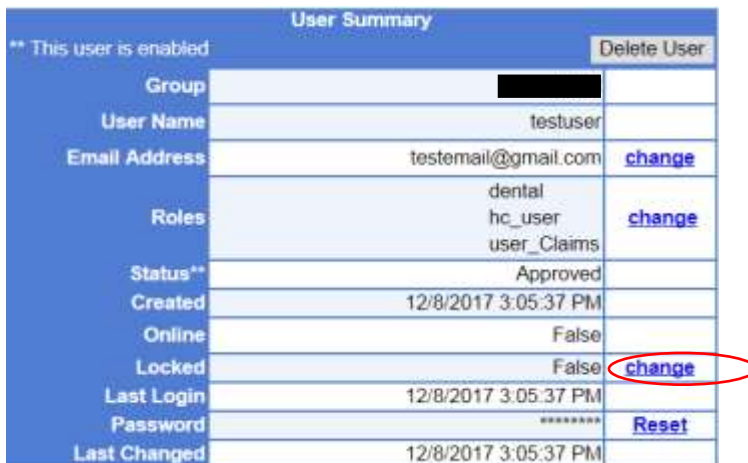 User Summary
** This user is enabled Delete User
Group
User Name testuser
Email Address testemail@gmail.com change
dental
Roles hc_user change
user_Claims
Status** Approved
Created 12/8/2017 3:05:37 PM
Online False
Locked False change
Last Login 12/8/2017 3:05:37 PM
Password ******** Reset
Last Changed 12/8/2017 3:05:37 PM